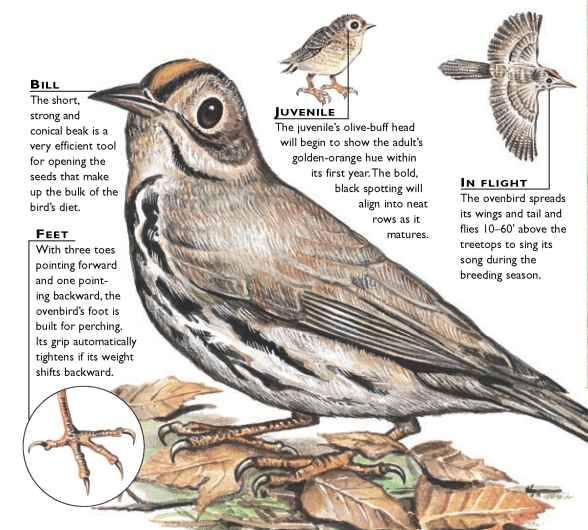 BILL
The short,
strong and
conical beak is a
very efficient tool
for opening the
seeds that make
up the bulk of the
bird's diet.
FEET
With three toes
pointing forward
and one point-
ing backward, the
ovenbird's foot is
built for perching.
Its grip automatically
tightens if its weight
shifts backward.
JUVENILE
The juvenile's olive-buff head
will begin to show the adult's
golden-orange hue within
its first year. The bold,
black spotting will
align into neat
rows as it
matures.
IN FLIGHT
The ovenbird spreads
its wings and tail and
flies 10–60' above the
treetops to sing its
song during the
breeding season.